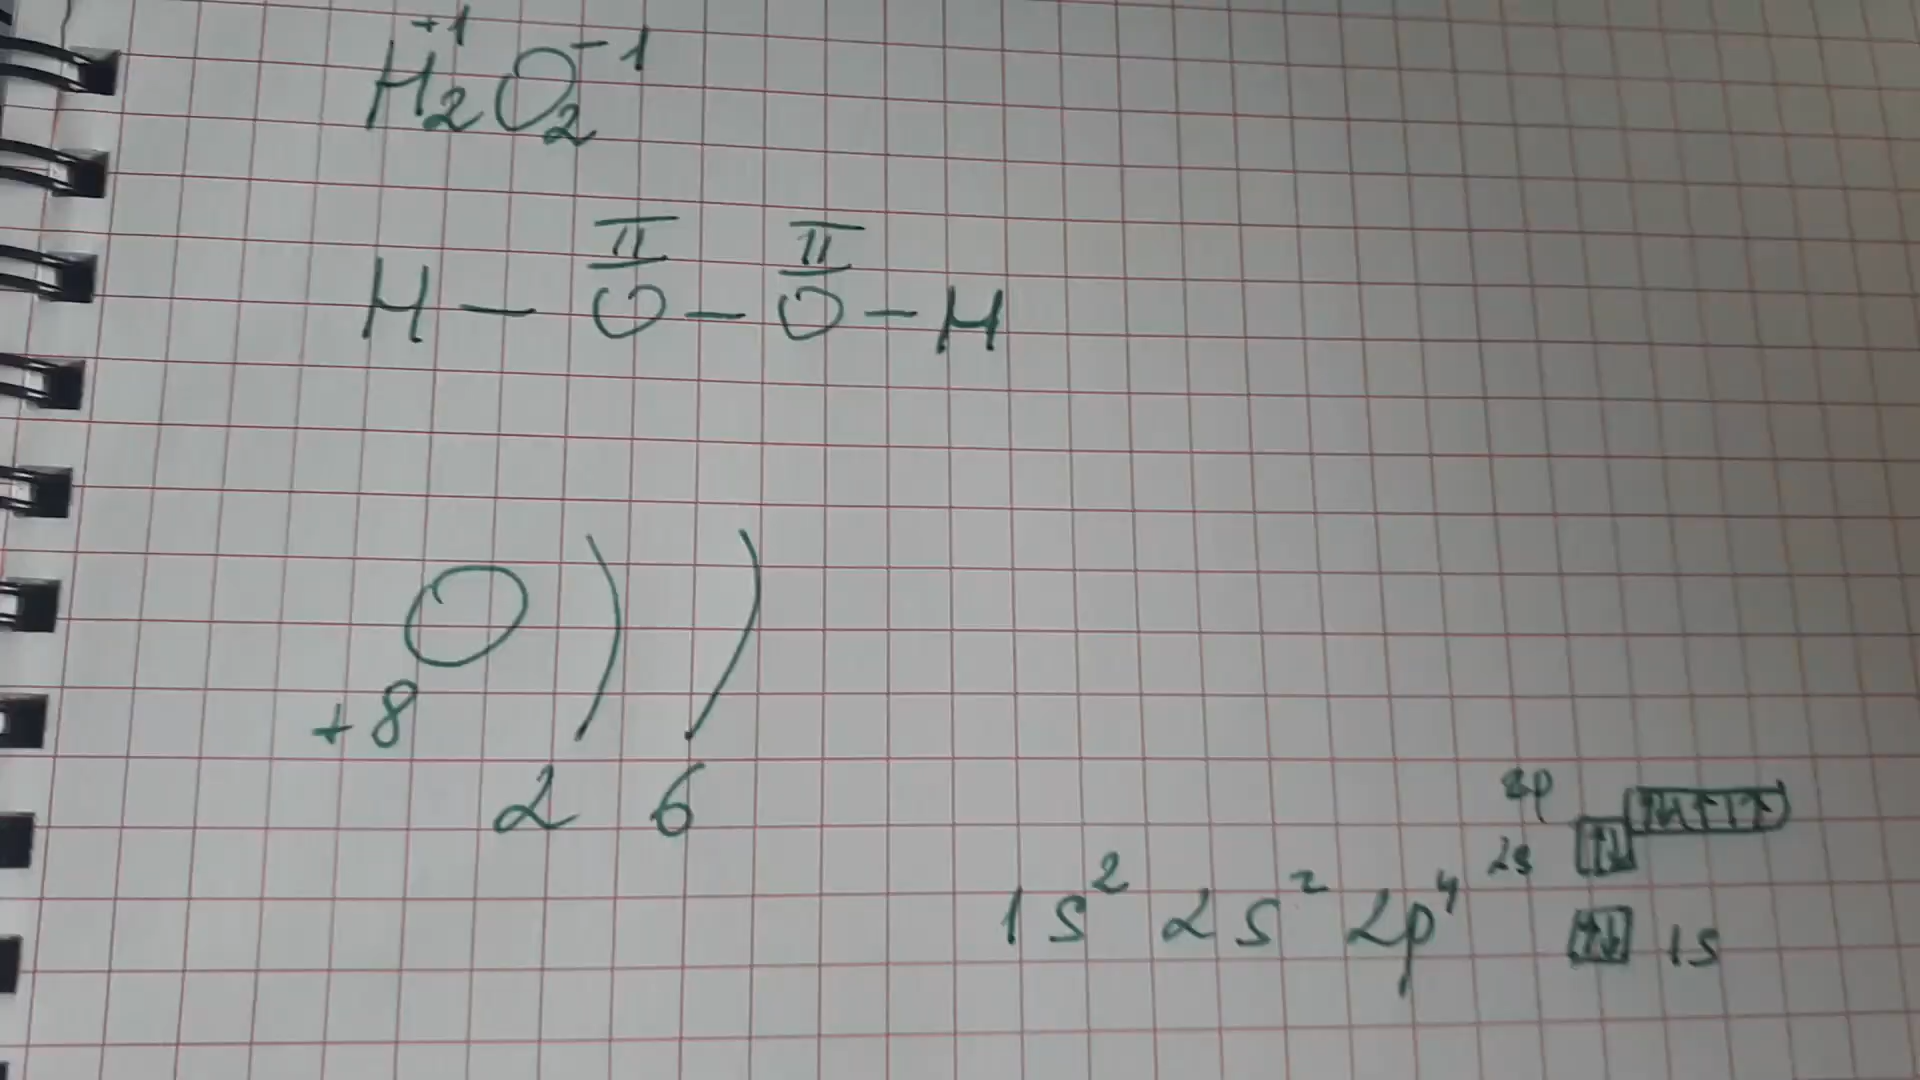 +1 -1
H₂O₂
II II
H — O — O — H
+8 O ) )
2 6
2p ↑↓ ↑ ↑
2s ↑↓
1s² 2s² 2p⁴
↑↓ 1s